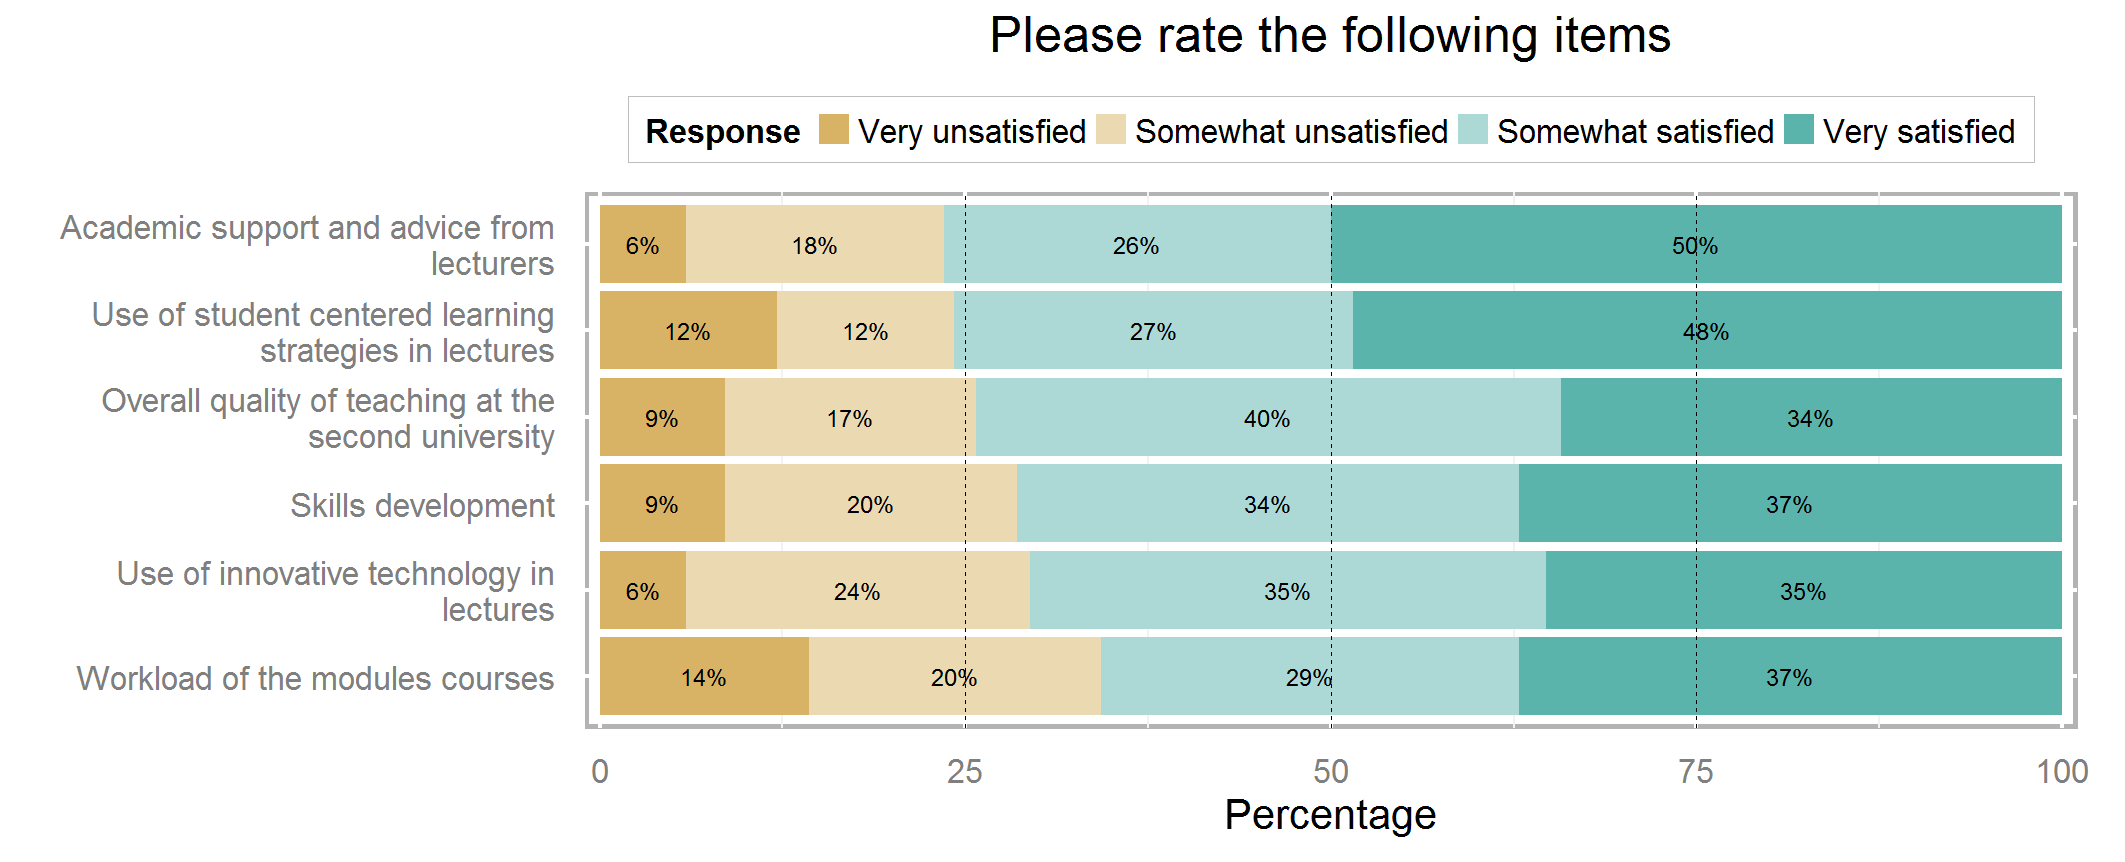 Please rate the following items
Response Very unsatisfied Somewhat unsatisfied Somewhat satisfied Very satisfied
Academic support and advice from
lecturers
6% 18% 26% 50%
Use of student centered learning
strategies in lectures
12% 12% 27% 48%
Overall quality of teaching at the
second university
9% 17% 40% 34%
Skills development
9% 20% 34% 37%
Use of innovative technology in
lectures
6% 24% 35% 35%
Workload of the modules courses
14% 20% 29% 37%
0 25 50 75 100
Percentage